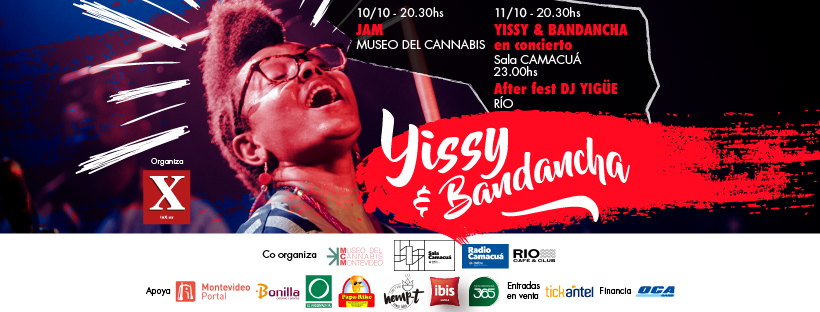 10/10 - 20.30hs
JAM
MUSEO DEL CANNABIS
11/10 - 20.30hs
YISSY & BANDANCHA
en concierto
Sala CAMACUÁ
23.00hs
After fest DJ YIGÜE
RÍO
Yissy
& Bandancha
Organiza
X
Co organiza
MUSEO DEL
CANNABIS
MONTEVIDEO
MCM
Sala
Camacuá
Radio
Camacuá
RIO
CAFE & CLUB
Apoya
Montevideo
Portal
Bonilla
Papa-Rike
hemp-t
ibis
365
Entradas
en venta
tickantel
Financia
OCA